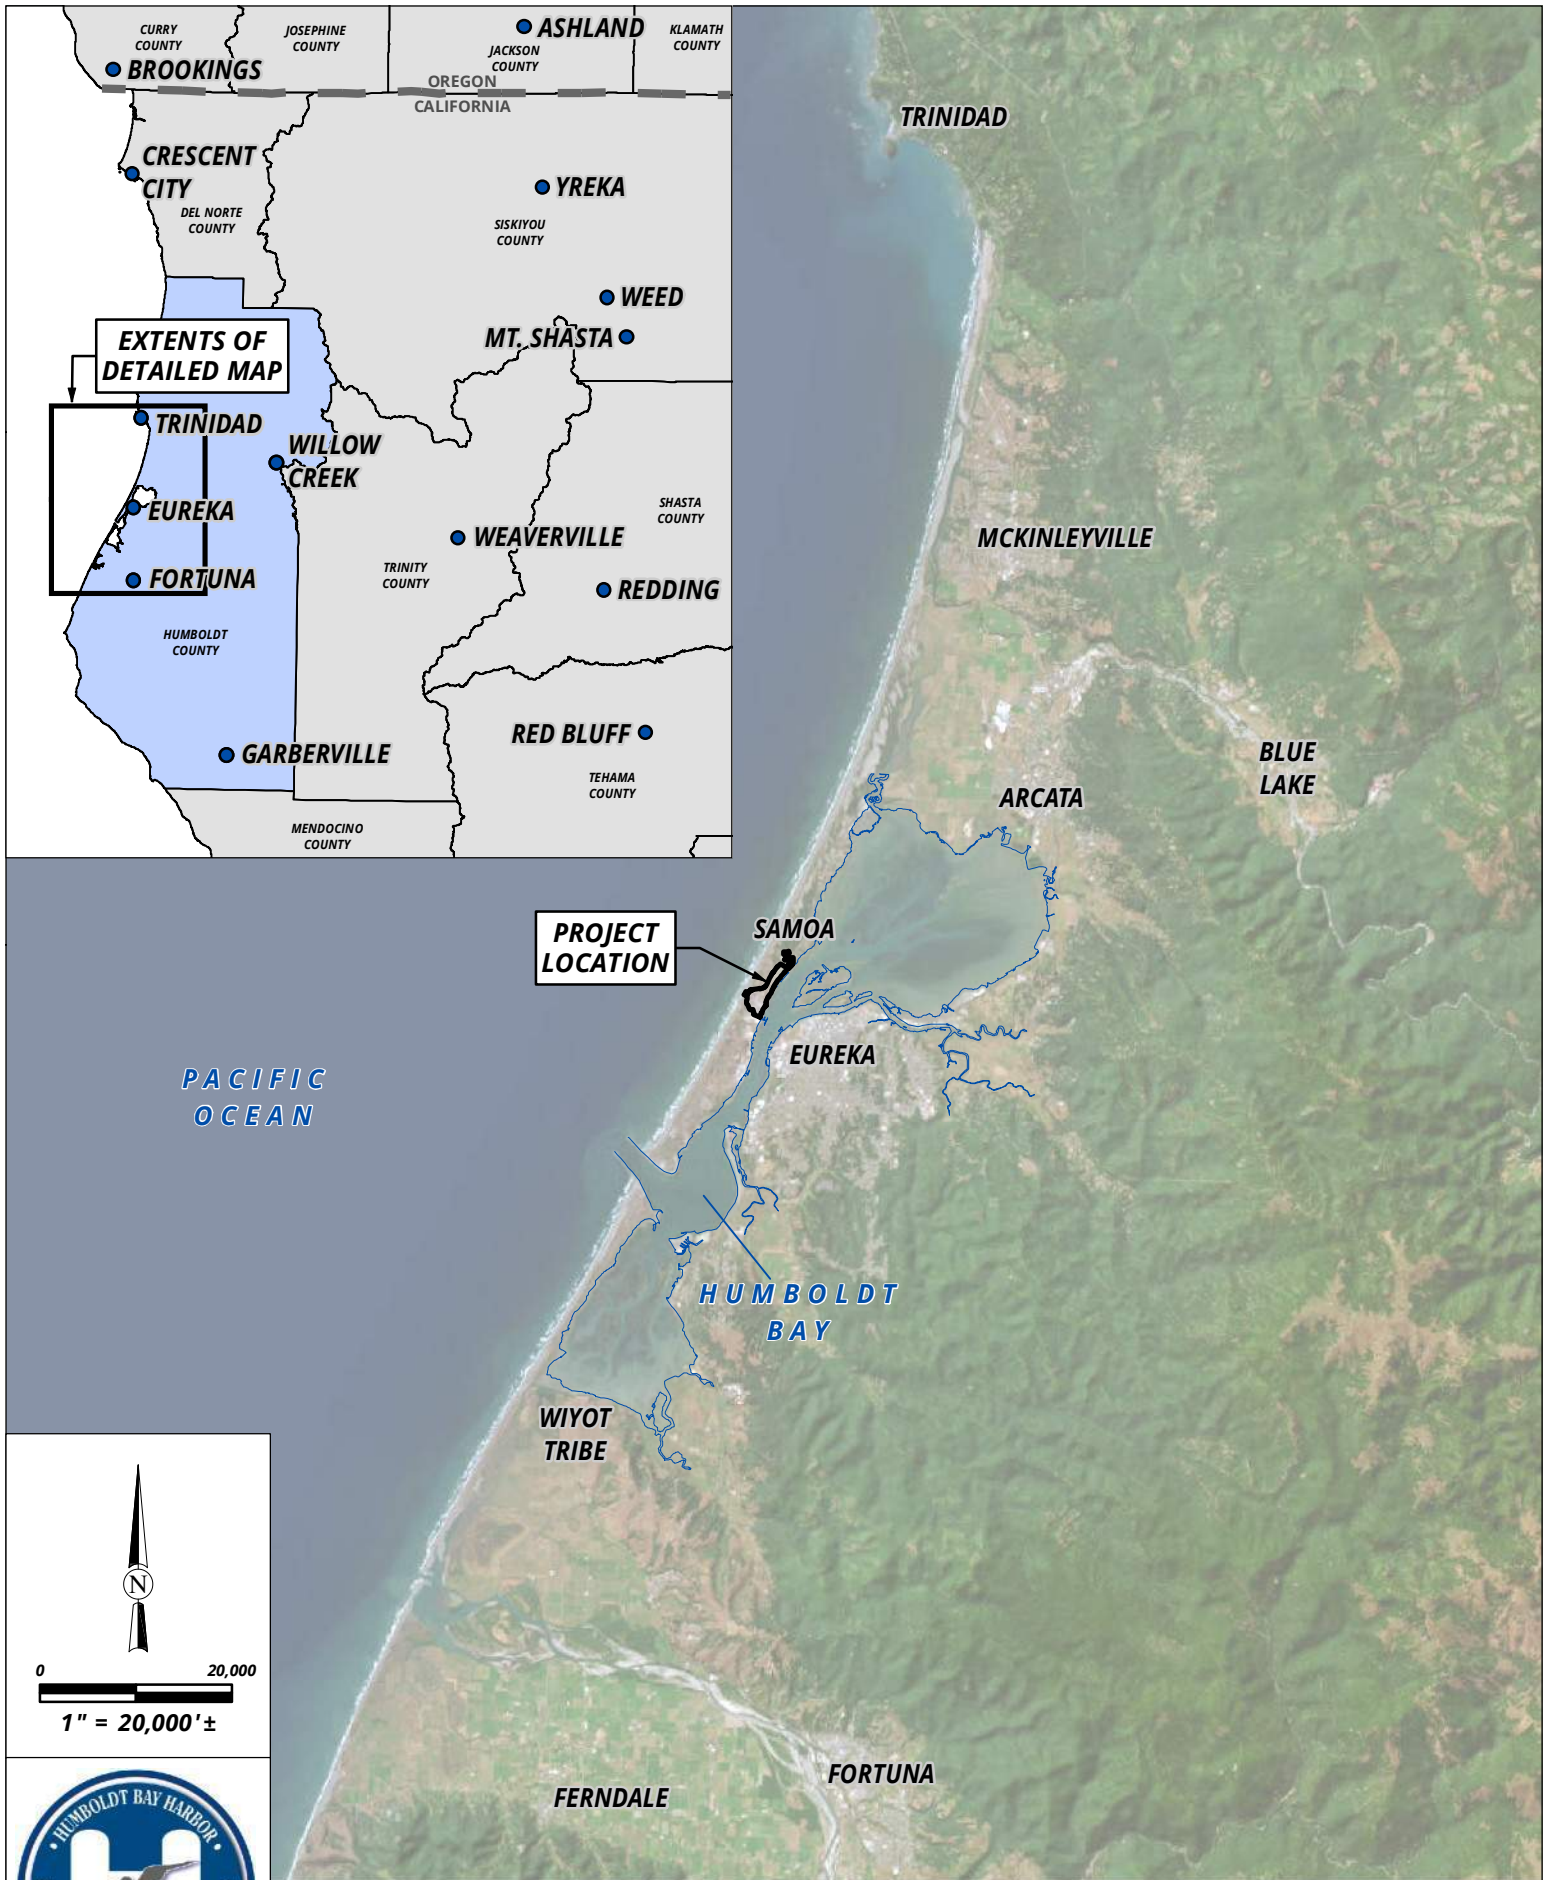 CURRY
COUNTY
JOSEPHINE
COUNTY
ASHLAND
JACKSON
COUNTY
KLAMATH
COUNTY
BROOKINGS
OREGON
CALIFORNIA
CRESCENT
CITY
DEL NORTE
COUNTY
YREKA
SISKIYOU
COUNTY
WEED
MT. SHASTA
EXTENTS OF
DETAILED MAP
TRINIDAD
WILLOW
CREEK
EUREKA
WEAVERVILLE
SHASTA
COUNTY
TRINITY
COUNTY
FORTUNA
REDDING
HUMBOLDT
COUNTY
RED BLUFF
GARBERVILLE
TEHAMA
COUNTY
MENDOCINO
COUNTY
TRINIDAD
MCKINLEYVILLE
BLUE
LAKE
ARCATA
SAMOA
PROJECT
LOCATION
EUREKA
PACIFIC
OCEAN
HUMBOLDT
BAY
WIYOT
TRIBE
N
0 20,000
1" = 20,000'±
FORTUNA
FERNDALE
• HUMBOLDT BAY HARBOR •